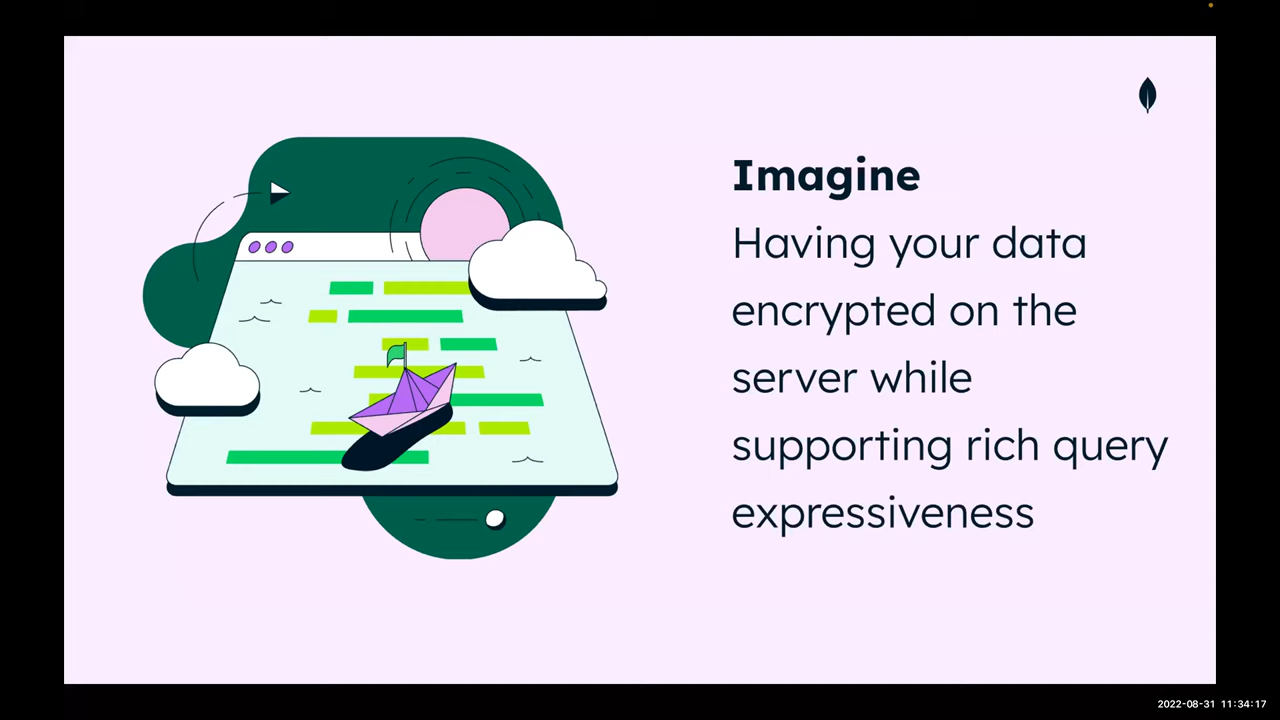 Imagine
Having your data
encrypted on the
server while
supporting rich query
expressiveness
2022-08-31 11:34:17